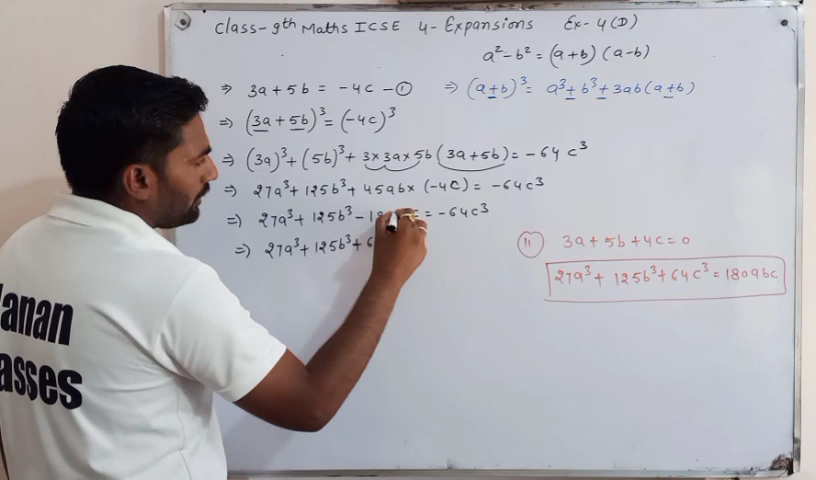 Class-9th Maths ICSE 4-Expansions Ex-4(D)
a²-b² = (a+b) (a-b)
⇒ 3a+5b = -4c -①
⇒ (a+b)³ = a³+b³+3ab(a+b)
⇒ (3a+5b)³ = (-4c)³
⇒ (3a)³+(5b)³+3×3a×5b(3a+5b) = -64c³
⇒ 27a³+125b³+45ab×(-4c) = -64c³
⇒ 27a³+125b³-18 = -64c³
⇒ 27a³+125b³+6
(ii) 3a+5b+4c=0
27a³+125b³+64c³=180abc
anan
asses